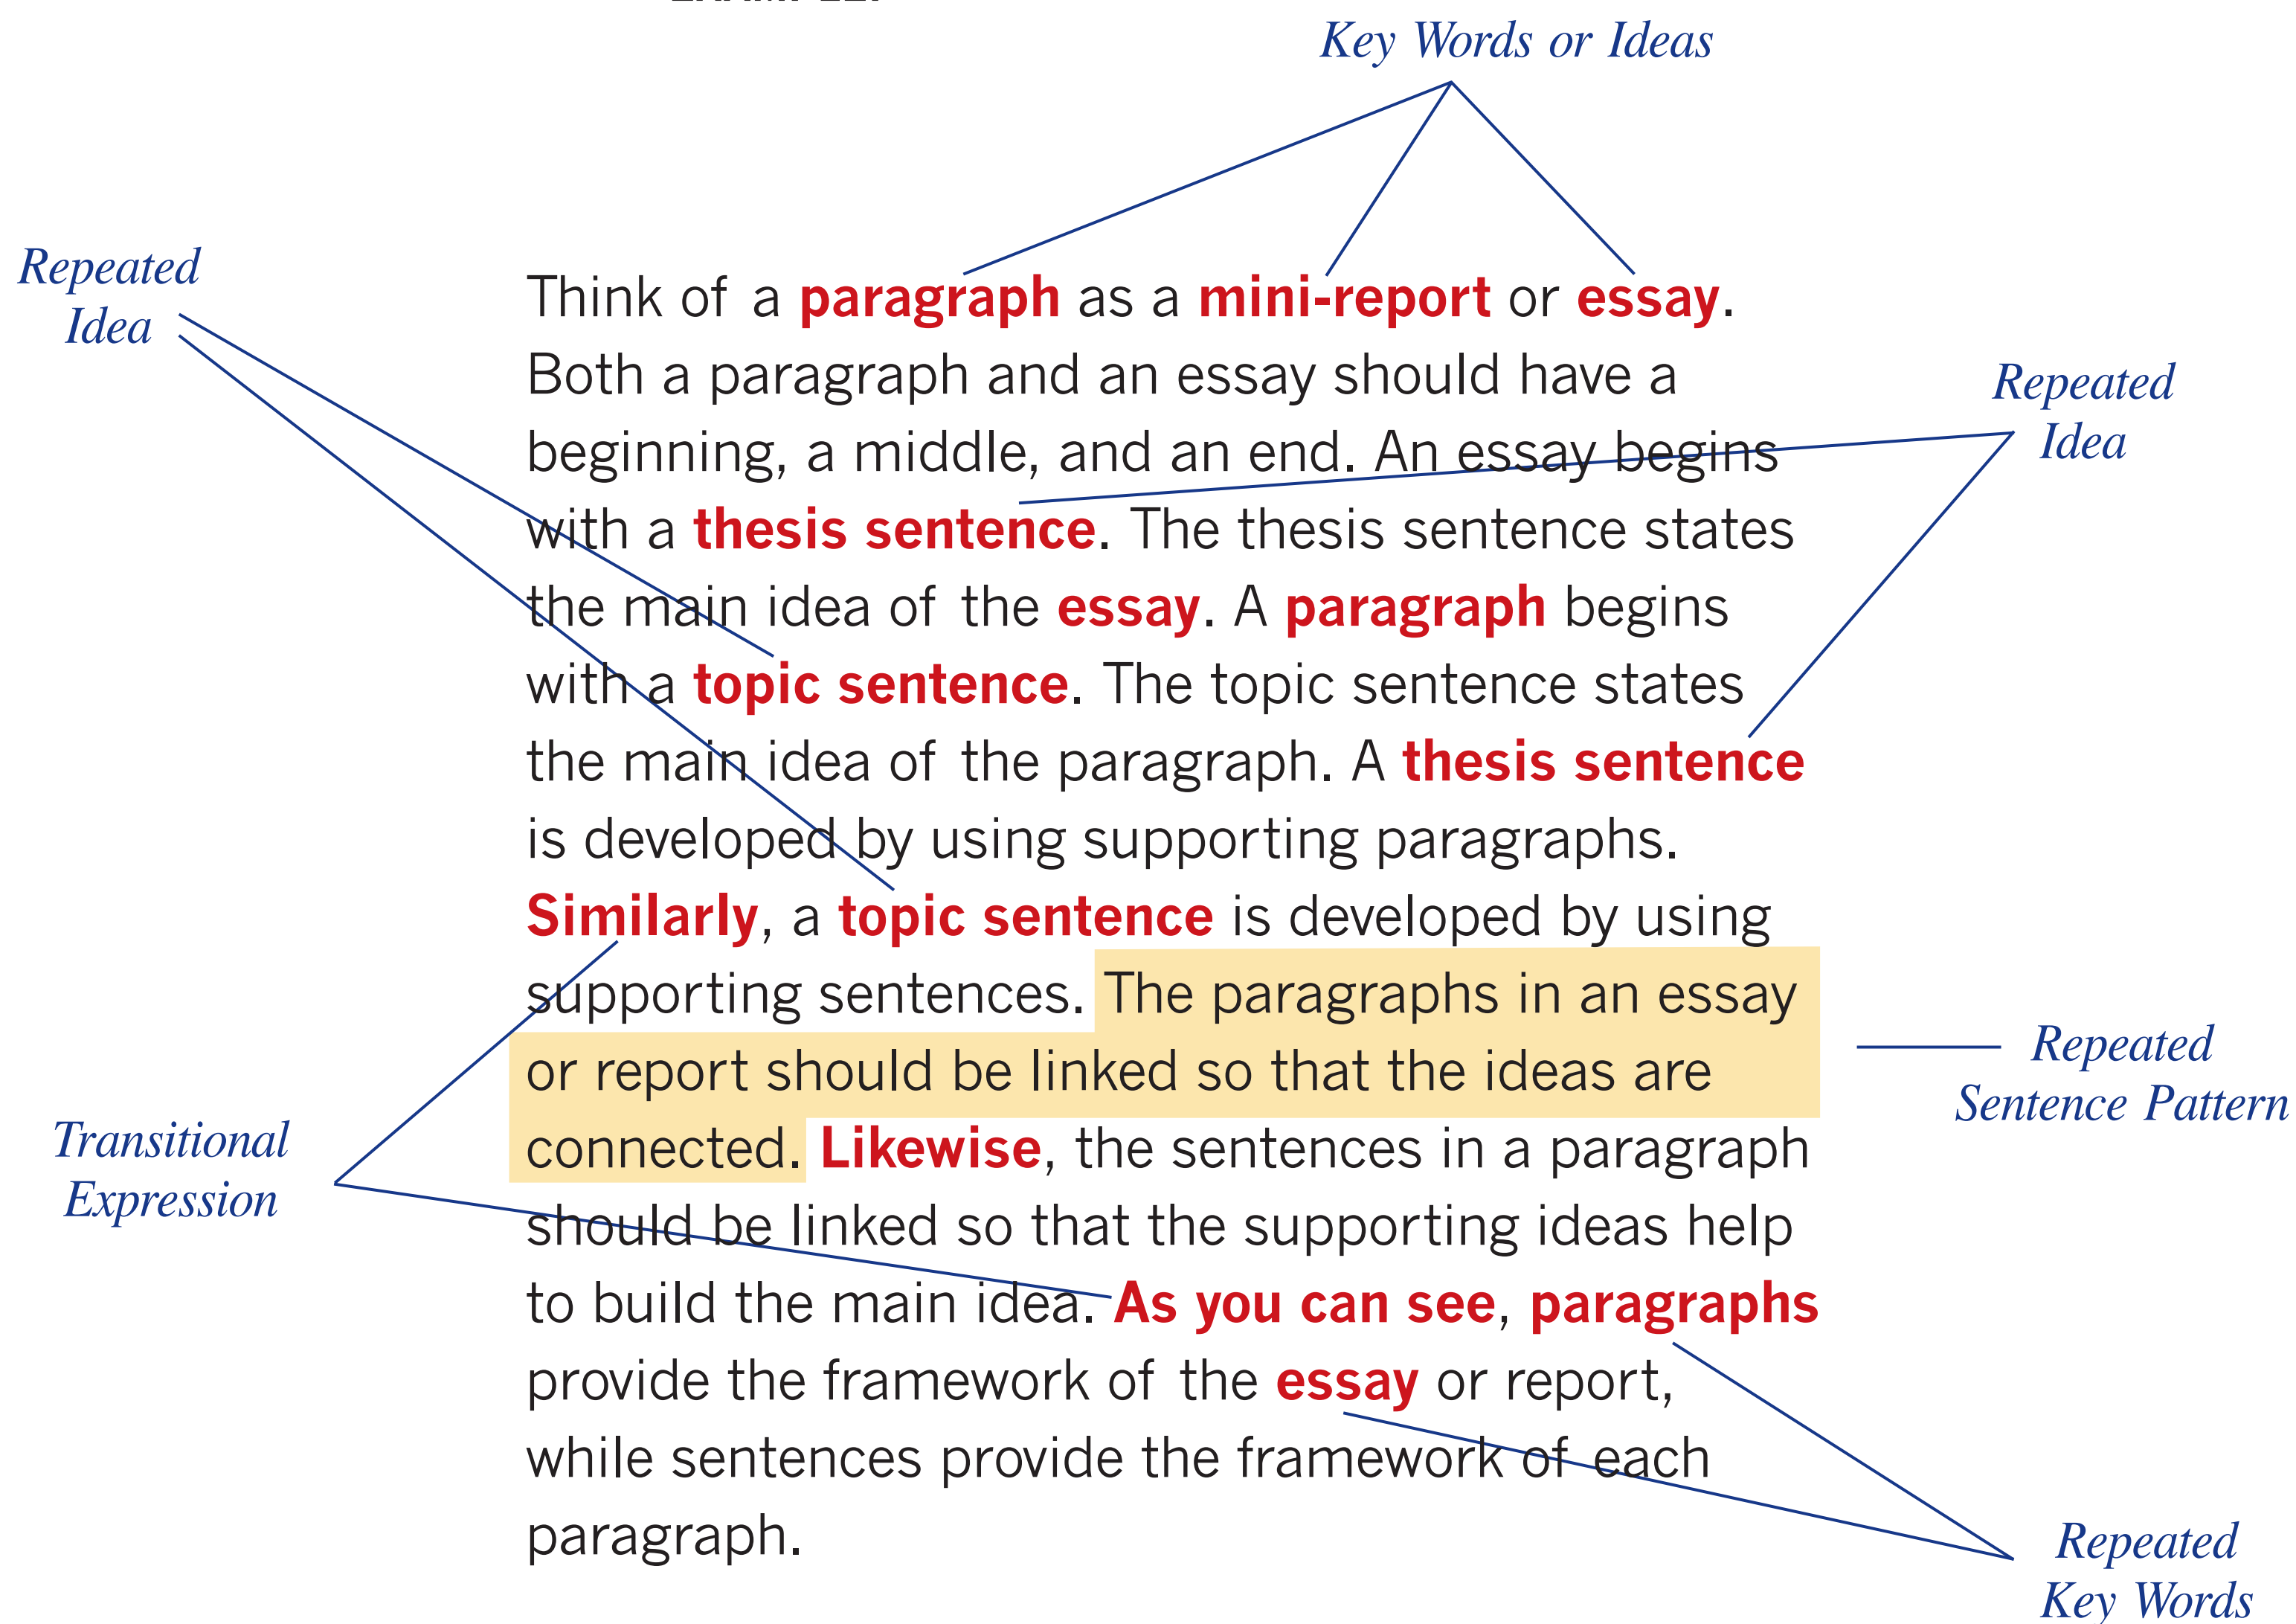 Key Words or Ideas
Repeated
Idea
Think of a paragraph as a mini-report or essay.
Both a paragraph and an essay should have a
beginning, a middle, and an end. An essay begins
with a thesis sentence. The thesis sentence states
the main idea of the essay. A paragraph begins
with a topic sentence. The topic sentence states
the main idea of the paragraph. A thesis sentence
is developed by using supporting paragraphs.
Similarly, a topic sentence is developed by using
supporting sentences. The paragraphs in an essay
or report should be linked so that the ideas are
connected. Likewise, the sentences in a paragraph
should be linked so that the supporting ideas help
to build the main idea. As you can see, paragraphs
provide the framework of the essay or report,
while sentences provide the framework of each
paragraph.
Repeated
Idea
Repeated
Sentence Pattern
Transitional
Expression
Repeated
Key Words